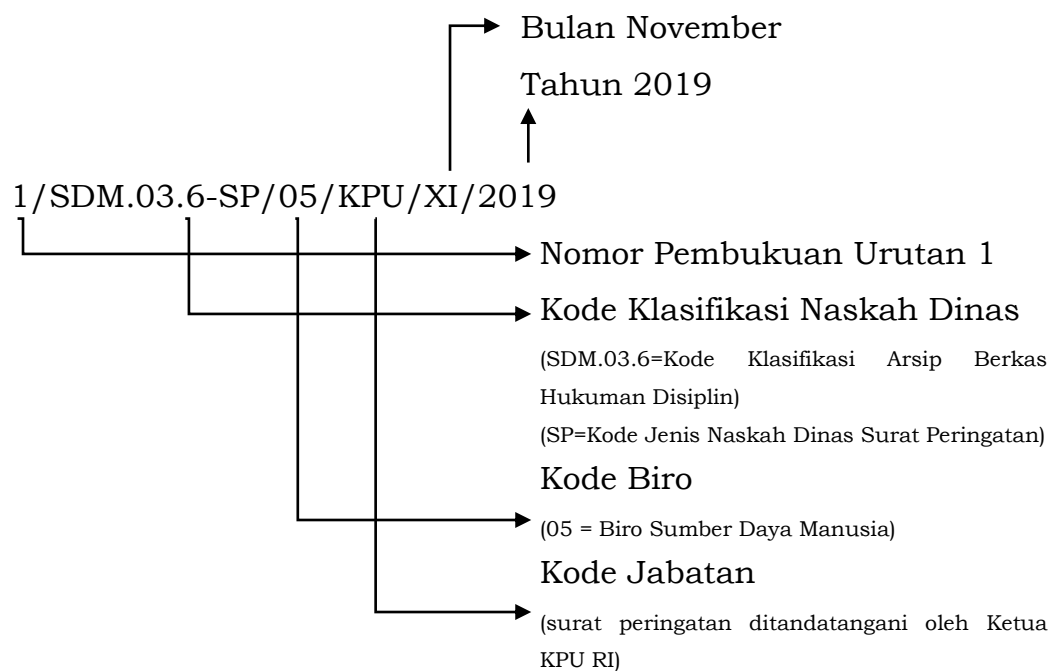 Bulan November
Tahun 2019
1/SDM.03.6-SP/05/KPU/XI/2019
Nomor Pembukuan Urutan 1
Kode Klasifikasi Naskah Dinas
(SDM.03.6=Kode Klasifikasi Arsip Berkas
Hukuman Disiplin)
(SP=Kode Jenis Naskah Dinas Surat Peringatan)
Kode Biro
(05 = Biro Sumber Daya Manusia)
Kode Jabatan
(surat peringatan ditandatangani oleh Ketua
KPU RI)